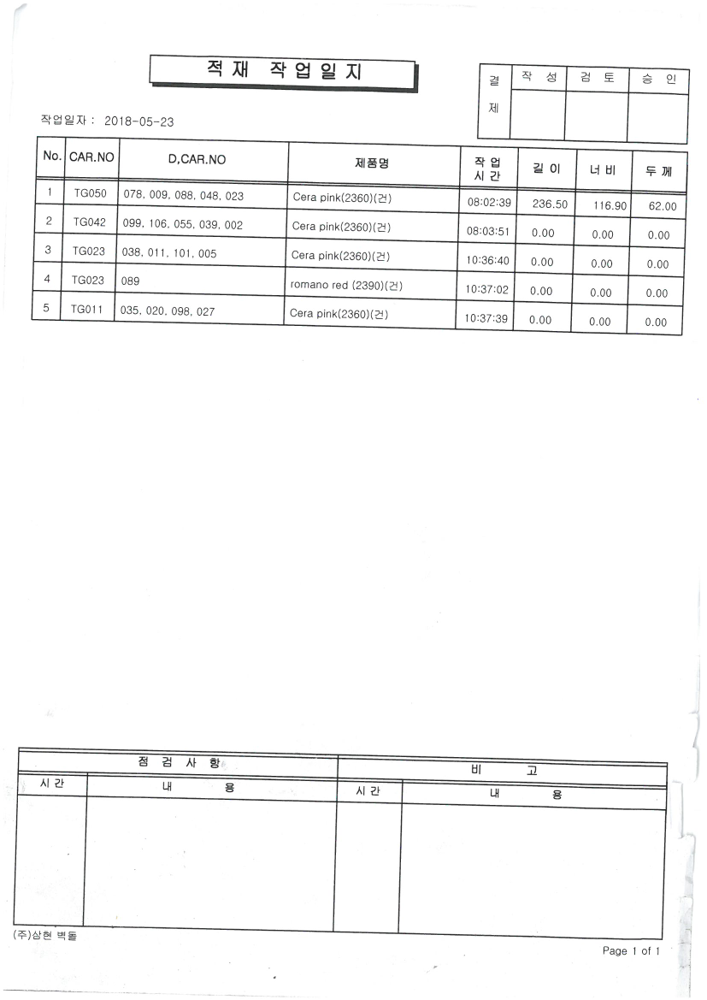 적 재 작 업 일 지
결 제 작 성 검 토 승 인
작업일자 : 2018-05-23
No. CAR.NO D,CAR.NO 제품명 작 업 시 간 길 이 너 비 두 께
1 TG050 078, 009, 088, 048, 023 Cera pink(2360)(건) 08:02:39 236.50 116.90 62.00
2 TG042 099, 106, 055, 039, 002 Cera pink(2360)(건) 08:03:51 0.00 0.00 0.00
3 TG023 038, 011, 101, 005 Cera pink(2360)(건) 10:36:40 0.00 0.00 0.00
4 TG023 089 romano red (2390)(건) 10:37:02 0.00 0.00 0.00
5 TG011 035, 020, 098, 027 Cera pink(2360)(건) 10:37:39 0.00 0.00 0.00
점 검 사 항 비 고
시 간 내 용 시 간 내 용
(주)삼현 벽돌
Page 1 of 1